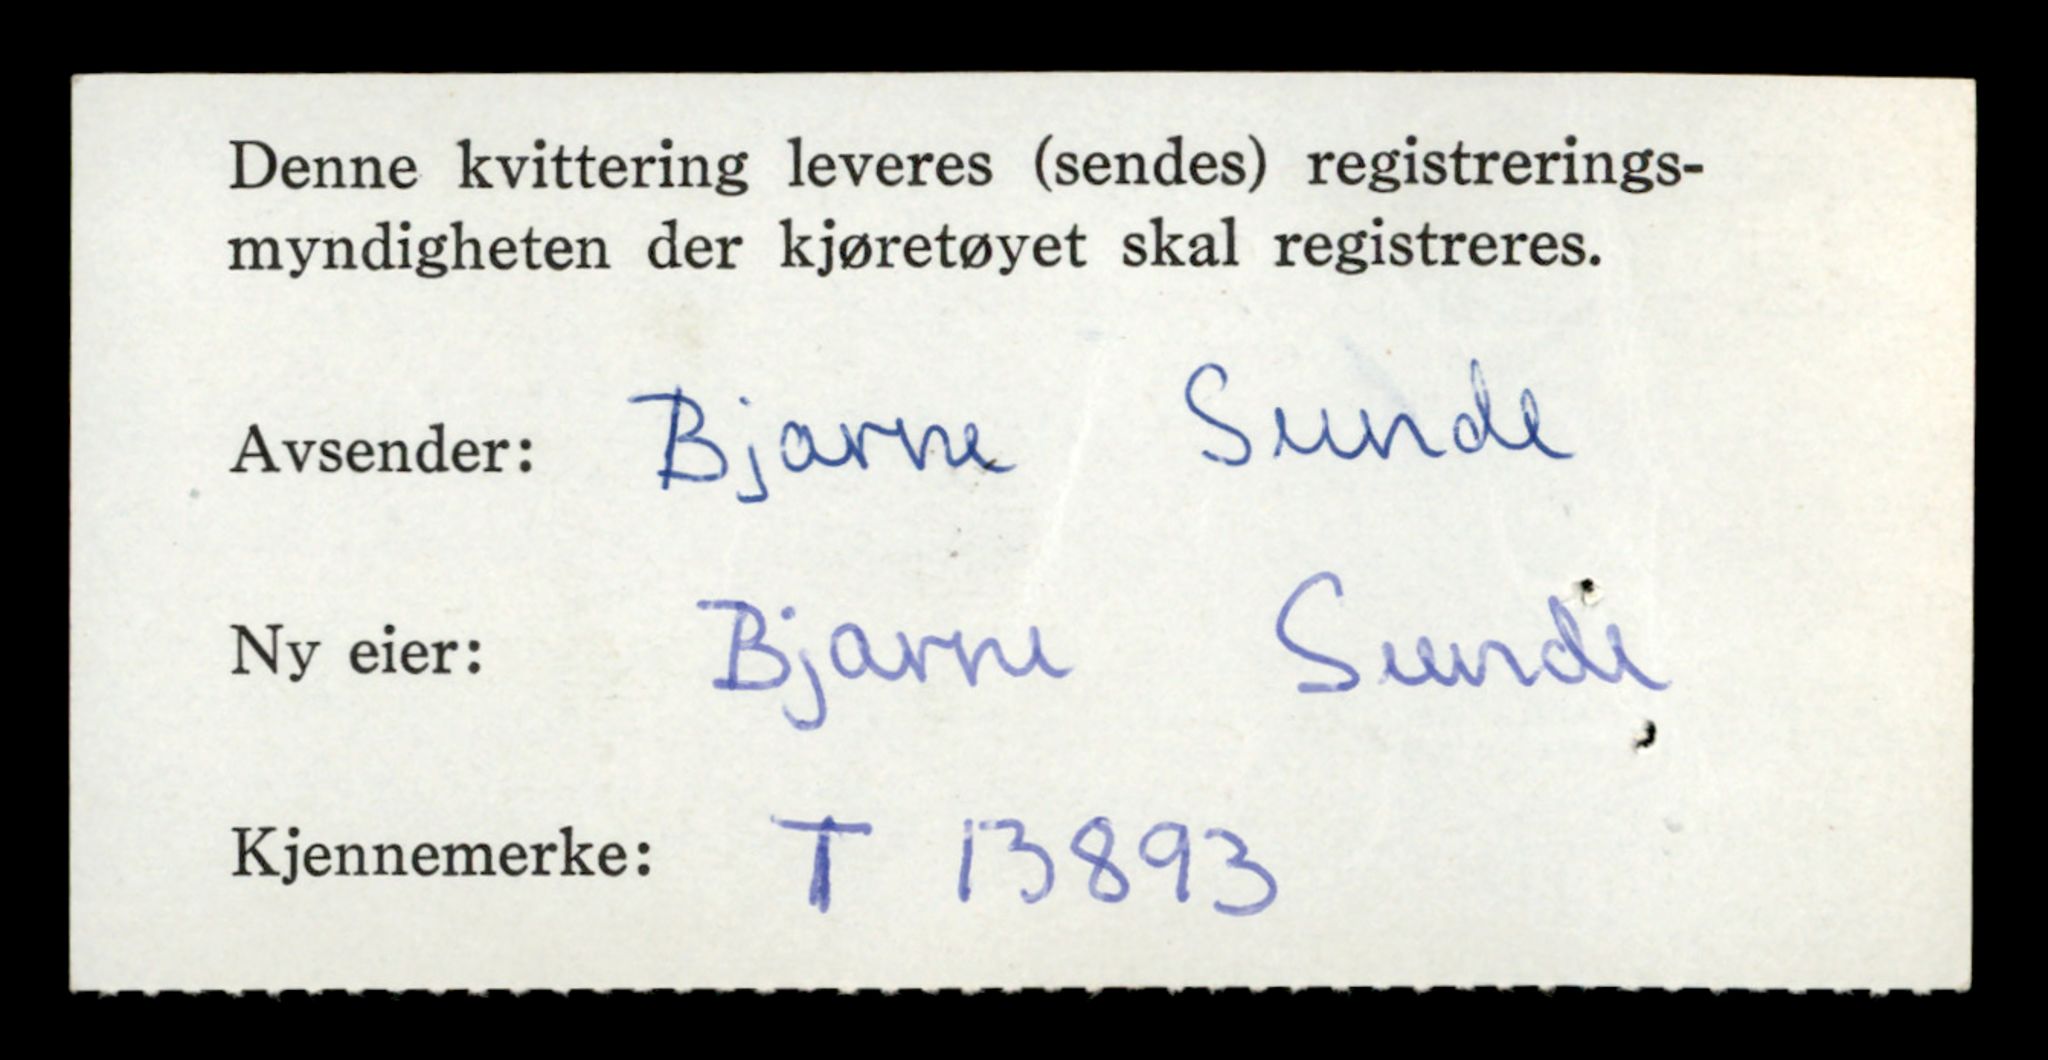 Denne kvittering leveres (sendes) registrerings-
myndigheten der kjøretøyet skal registreres.
Avsender: Bjarne Sunde
Ny eier: Bjarne Sunde
Kjennemerke: T 13893